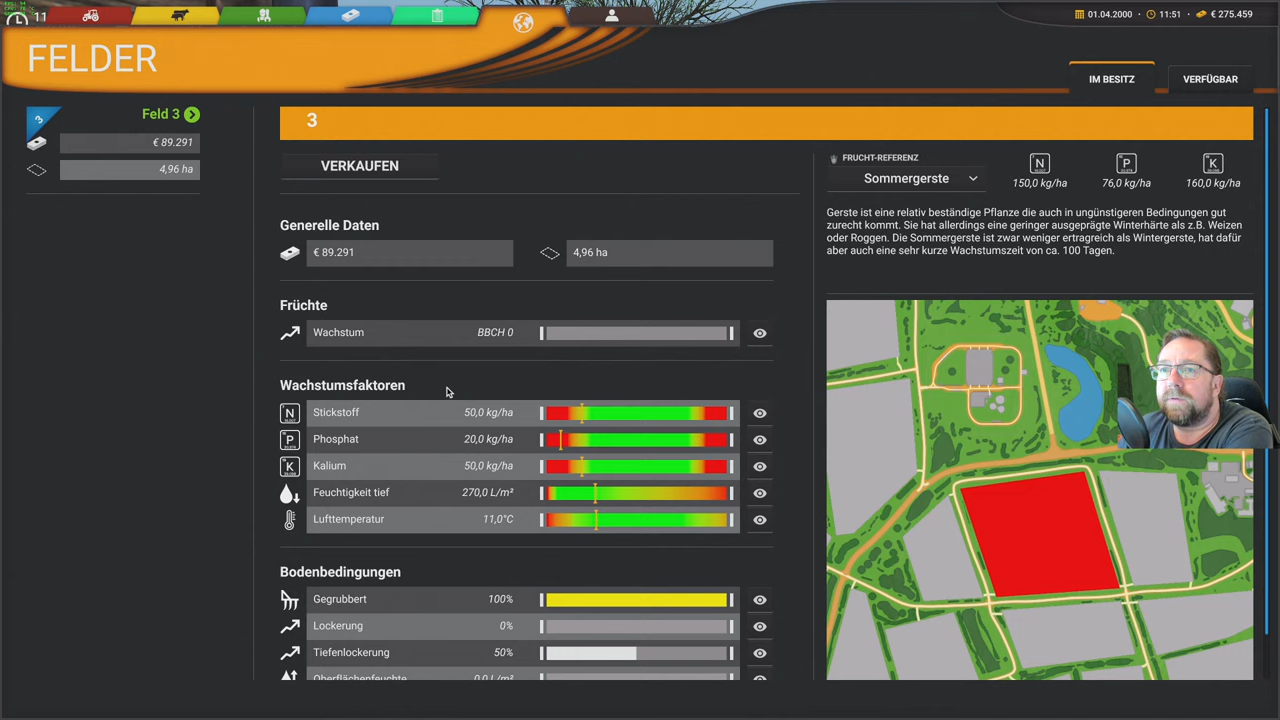 11
01.04.2000
11:51
€ 275.459
FELDER
IM BESITZ
VERFÜGBAR
3
Feld 3
€ 89.291
4,96 ha
3
VERKAUFEN
Generelle Daten
€ 89.291
4,96 ha
Früchte
Wachstum BBCH 0
Wachstumsfaktoren
N Stickstoff 50,0 kg/ha
P Phosphat 20,0 kg/ha
K Kalium 50,0 kg/ha
Feuchtigkeit tief 270,0 L/m²
Lufttemperatur 11,0°C
Bodenbedingungen
Gegrubbert 100%
Lockerung 0%
Tiefenlockerung 50%
Oberflächenfeuchte 0,0 L/m²
FRUCHT-REFERENZ
Sommergerste
N P K
150,0 kg/ha 76,0 kg/ha 160,0 kg/ha
Gerste ist eine relativ beständige Pflanze die auch in ungünstigeren Bedingungen gut
zurecht kommt. Sie hat allerdings eine geringer ausgeprägte Winterhärte als z.B. Weizen
oder Roggen. Die Sommergerste ist zwar weniger ertragreich als Wintergerste, hat dafür
aber auch eine sehr kurze Wachstumszeit von ca. 100 Tagen.